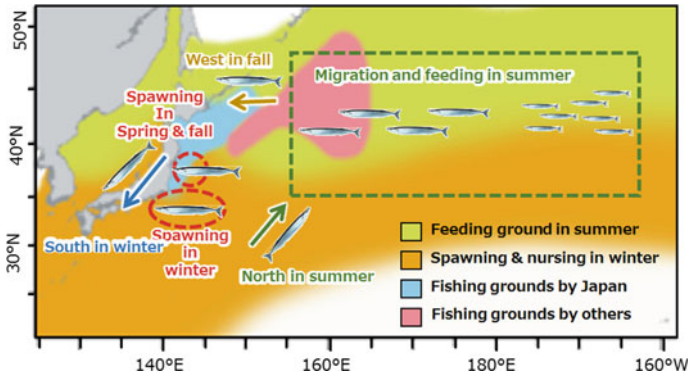 50°N
40°N
30°N
West in fall
Spawning
In
Spring & fall
Migration and feeding in summer
South in winter
Spawning
in
winter
North in summer
Feeding ground in summer
Spawning & nursing in winter
Fishing grounds by Japan
Fishing grounds by others
140°W
160°E
180°E
160°W